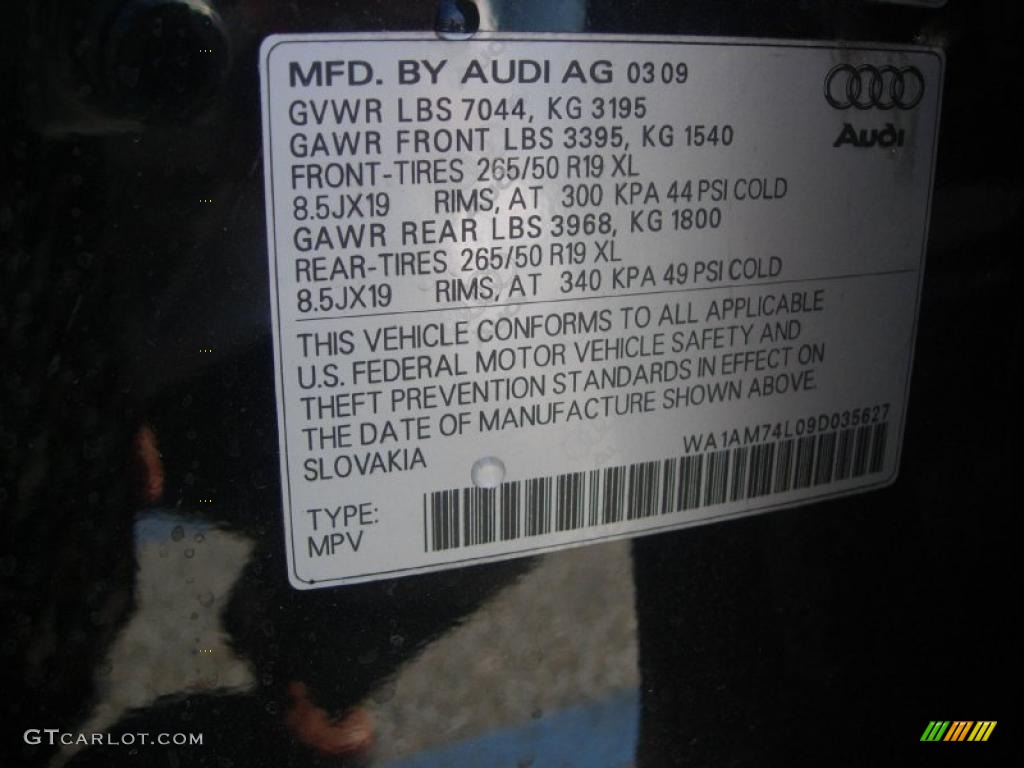 MFD. BY AUDI AG 03 09
GVWR LBS 7044, KG 3195
GAWR FRONT LBS 3395, KG 1540
FRONT-TIRES 265/50 R19 XL
8.5JX19 RIMS, AT 300 KPA 44 PSI COLD
GAWR REAR LBS 3968, KG 1800
REAR-TIRES 265/50 R19 XL
8.5JX19 RIMS, AT 340 KPA 49 PSI COLD
Audi
THIS VEHICLE CONFORMS TO ALL APPLICABLE
U.S. FEDERAL MOTOR VEHICLE SAFETY AND
THEFT PREVENTION STANDARDS IN EFFECT ON
THE DATE OF MANUFACTURE SHOWN ABOVE.
SLOVAKIA
WA1AM74L09D035627
TYPE:
MPV
GTCARLOT.COM